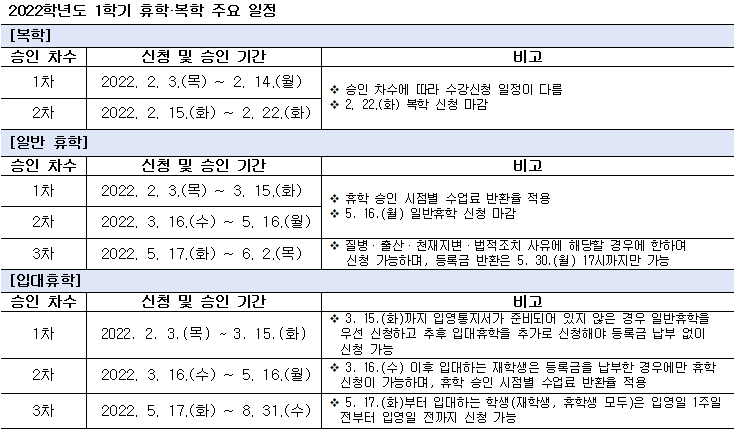 2022학년도 1학기 휴학·복학 주요 일정
[복학]
승인 차수 신청 및 승인 기간 비고
1차 2022. 2. 3.(목) ~ 2. 14.(월)
❖ 승인 차수에 따라 수강신청 일정이 다름
❖ 2. 22.(화) 복학 신청 마감
2차 2022. 2. 15.(화) ~ 2. 22.(화)
[일반 휴학]
승인 차수 신청 및 승인 기간 비고
1차 2022. 2. 3.(목) ~ 3. 15.(화)
❖ 휴학 승인 시점별 수업료 반환율 적용
❖ 5. 16.(월) 일반휴학 신청 마감
2차 2022. 3. 16.(수) ~ 5. 16.(월)
3차 2022. 5. 17.(화) ~ 6. 2.(목)
❖ 질병·출산·천재지변·법적조치 사유에 해당할 경우에 한하여
신청 가능하며, 등록금 반환은 5. 30.(월) 17시까지만 가능
[입대휴학]
승인 차수 신청 및 승인 기간 비고
1차 2022. 2. 3.(목) ~ 3. 15.(화)
❖ 3. 15.(화)까지 입영통지서가 준비되어 있지 않은 경우 일반휴학을
우선 신청하고 추후 입대휴학을 추가로 신청해야 등록금 납부 없이
신청 가능
2차 2022. 3. 16.(수) ~ 5. 16.(월)
❖ 3. 16.(수) 이후 입대하는 재학생은 등록금을 납부한 경우에만 휴학
신청이 가능하며, 휴학 승인 시점별 수업료 반환율 적용
3차 2022. 5. 17.(화) ~ 8. 31.(수)
❖ 5. 17.(화)부터 입대하는 학생(재학생, 휴학생 모두)은 입영일 1주일
전부터 입영일 전까지 신청 가능